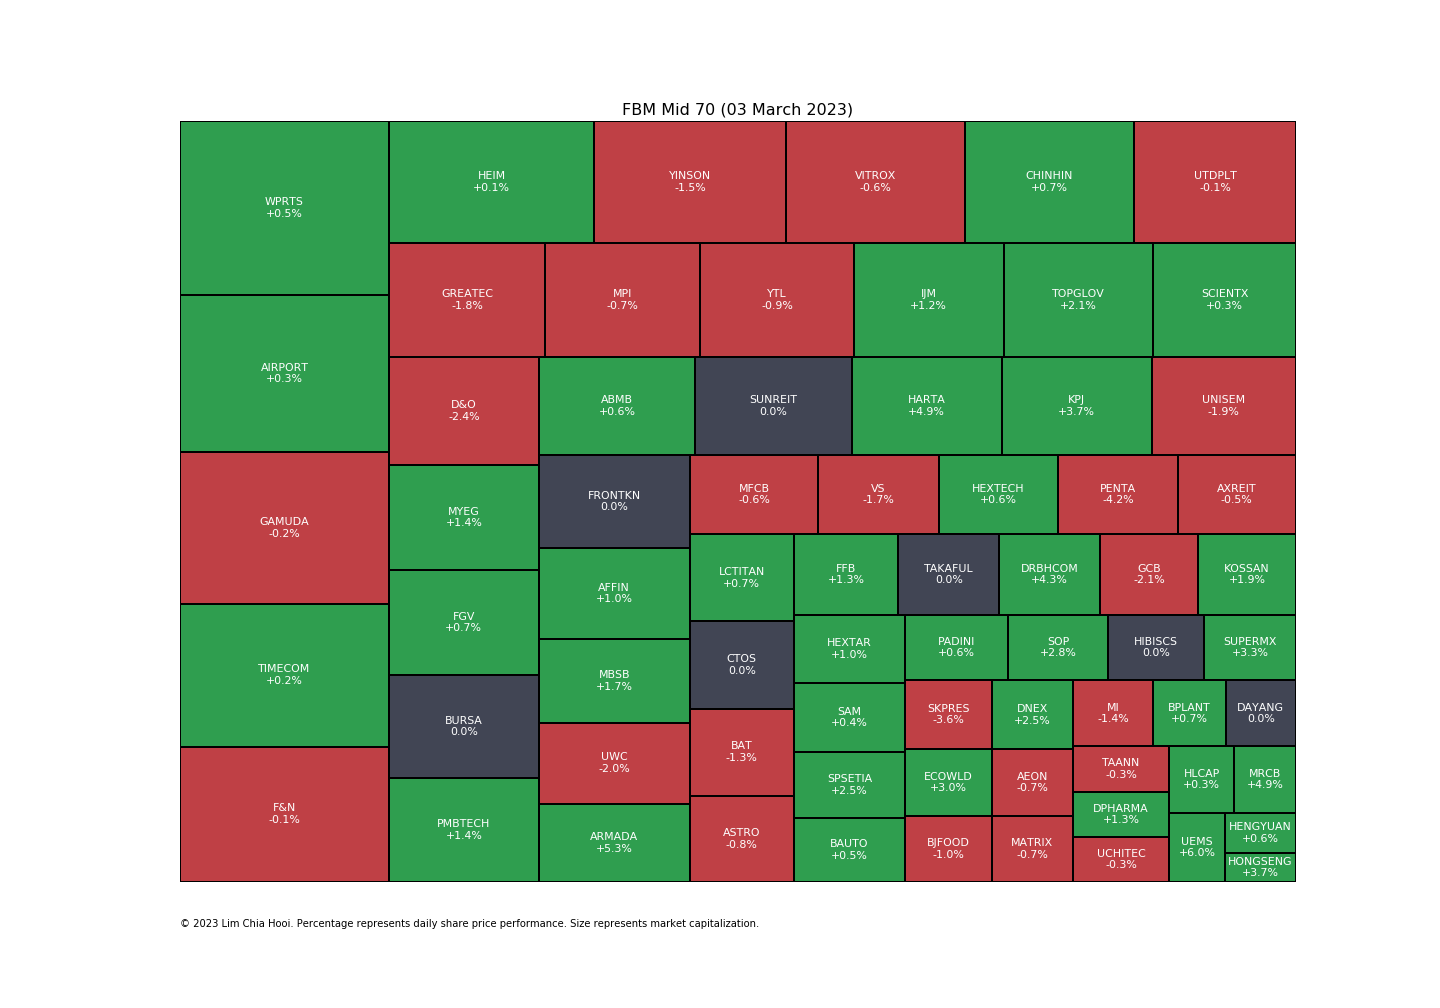 FBM Mid 70 (03 March 2023)
WPRTS
+0.5%
AIRPORT
+0.3%
GAMUDA
-0.2%
TIMECOM
+0.2%
F&N
-0.1%
HEIM
+0.1%
YINSON
-1.5%
VITROX
-0.6%
CHINHIN
+0.7%
UTDPLT
-0.1%
GREATEC
-1.8%
MPI
-0.7%
YTL
-0.9%
IJM
+1.2%
TOPGLOV
+2.1%
SCIENTX
+0.3%
D&O
-2.4%
MYEG
+1.4%
FGV
+0.7%
BURSA
0.0%
PMBTECH
+1.4%
ABMB
+0.6%
SUNREIT
0.0%
HARTA
+4.9%
KPJ
+3.7%
UNISEM
-1.9%
FRONTKN
0.0%
AFFIN
+1.0%
MBSB
+1.7%
UWC
-2.0%
ARMADA
+5.3%
MFCB
-0.6%
VS
-1.7%
HEXTECH
+0.6%
PENTA
-4.2%
AXREIT
-0.5%
LCTITAN
+0.7%
CTOS
0.0%
BAT
-1.3%
ASTRO
-0.8%
FFB
+1.3%
TAKAFUL
0.0%
DRBHCOM
+4.3%
GCB
-2.1%
KOSSAN
+1.9%
HEXTAR
+1.0%
SAM
+0.4%
SPSETIA
+2.5%
BAUTO
+0.5%
PADINI
+0.6%
SOP
+2.8%
HIBISCS
0.0%
SUPERMX
+3.3%
SKPRES
-3.6%
ECOWLD
+3.0%
BJFOOD
-1.0%
DNEX
+2.5%
AEON
-0.7%
MATRIX
-0.7%
MI
-1.4%
BPLANT
+0.7%
DAYANG
0.0%
TAANN
-0.3%
DPHARMA
+1.3%
UCHITEC
-0.3%
HLCAP
+0.3%
MRCB
+4.9%
UEMS
+6.0%
HENGYUAN
+0.6%
HONGSENG
+3.7%
© 2023 Lim Chia Hooi. Percentage represents daily share price performance. Size represents market capitalization.